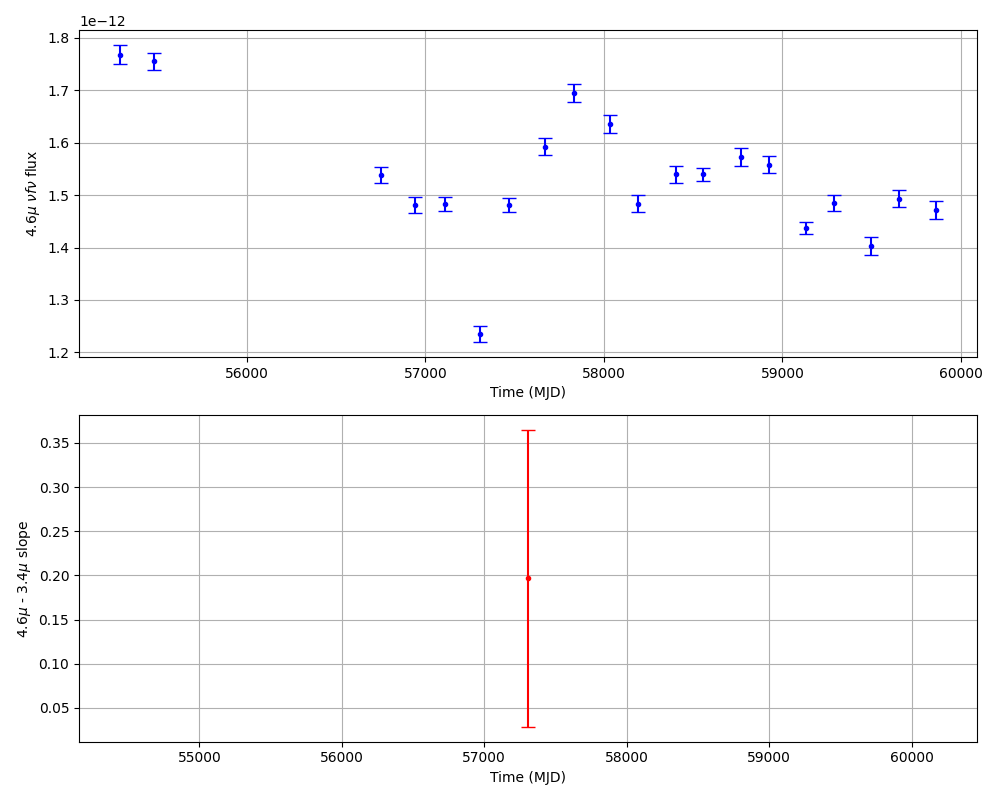 1e−12
1.8
1.7
1.6
1.5
1.4
1.3
1.2
4.6μ νfν flux
56000 57000 58000 59000 60000
Time (MJD)
0.35
0.30
0.25
0.20
0.15
0.10
0.05
4.6μ - 3.4μ slope
55000 56000 57000 58000 59000 60000
Time (MJD)